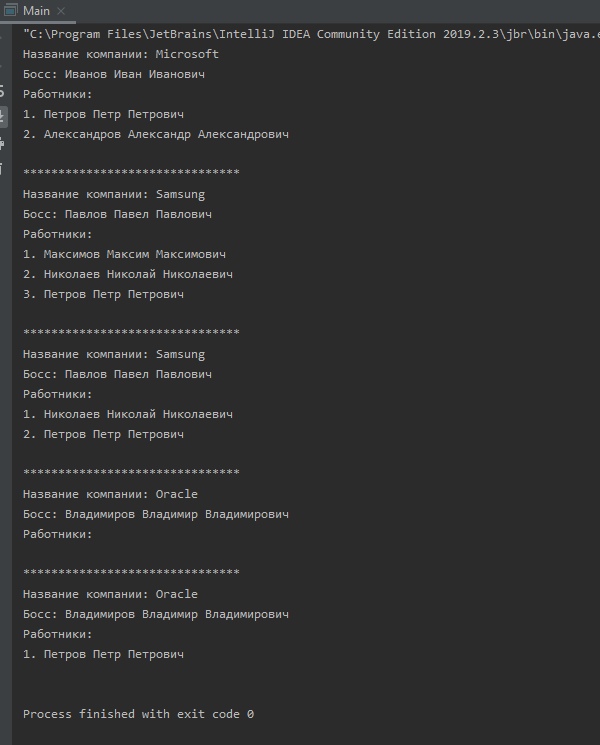 Main
"C:\Program Files\JetBrains\IntelliJ IDEA Community Edition 2019.2.3\jbr\bin\java.e
Название компании: Microsoft
Босс: Иванов Иван Иванович
Работники:
1. Петров Петр Петрович
2. Александров Александр Александрович
*******************************
Название компании: Samsung
Босс: Павлов Павел Павлович
Работники:
1. Максимов Максим Максимович
2. Николаев Николай Николаевич
3. Петров Петр Петрович
*******************************
Название компании: Samsung
Босс: Павлов Павел Павлович
Работники:
1. Николаев Николай Николаевич
2. Петров Петр Петрович
*******************************
Название компании: Oracle
Босс: Владимиров Владимир Владимирович
Работники:
*******************************
Название компании: Oracle
Босс: Владимиров Владимир Владимирович
Работники:
1. Петров Петр Петрович
Process finished with exit code 0